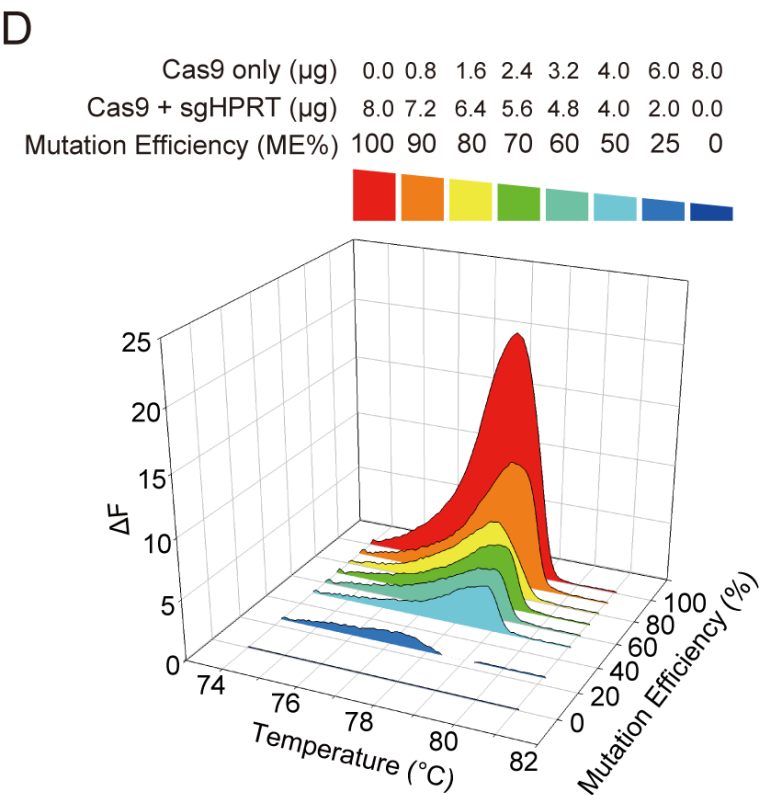 D
Cas9 only (μg) 0.0 0.8 1.6 2.4 3.2 4.0 6.0 8.0
Cas9 + sgHPRT (μg) 8.0 7.2 6.4 5.6 4.8 4.0 2.0 0.0
Mutation Efficiency (ME%) 100 90 80 70 60 50 25 0
25
20
15
10
5
0
ΔF
74
76
78
80
82
Temperature (°C)
100
80
60
40
20
0
Mutation Efficiency (%)